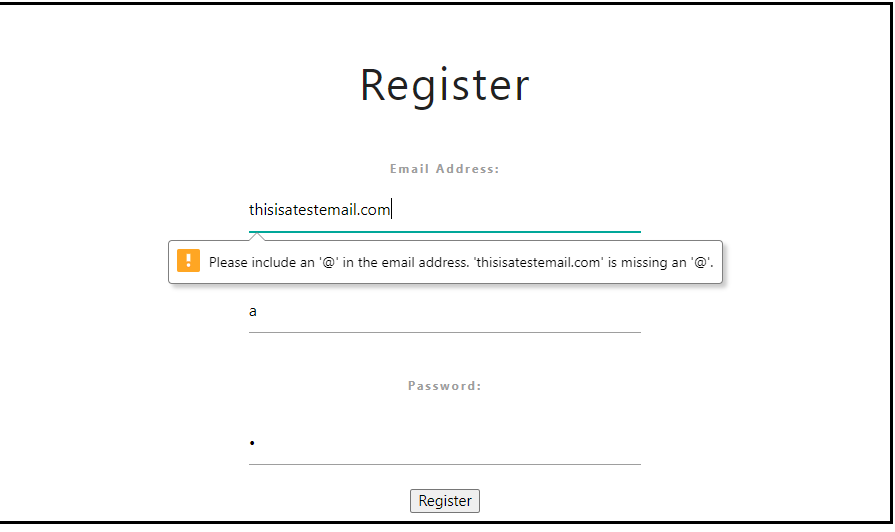 Register
Email Address:
thisisatestemail.com
Please include an '@' in the email address. 'thisisatestemail.com' is missing an '@'.
a
Password:
•
Register